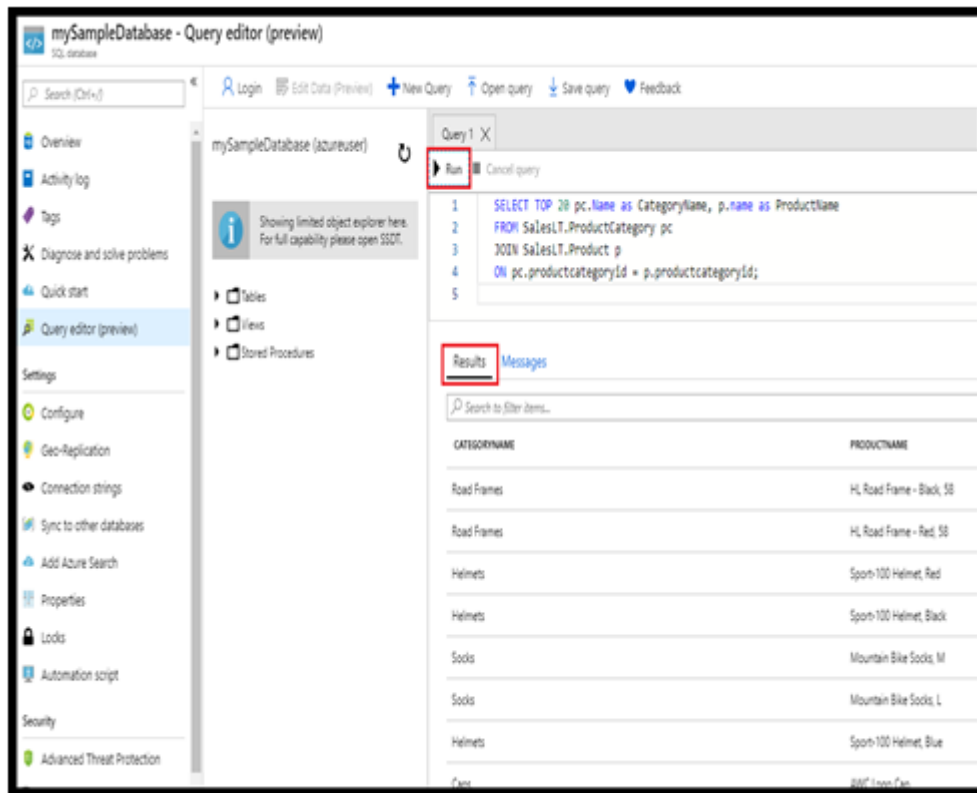 mySampleDatabase - Query editor (preview)
SQL database
Search (Ctrl+/)
Overview
Activity log
Tags
Diagnose and solve problems
Quick start
Query editor (preview)
Settings
Configure
Geo-Replication
Connection strings
Sync to other databases
Add Azure Search
Properties
Locks
Automation script
Security
Advanced Threat Protection
Login
Edit Data (Preview)
New Query
Open query
Save query
Feedback
mySampleDatabase (azureuser)
Showing limited object explorer here.
For full capability please open SSDT.
Tables
Views
Stored Procedures
Query 1
Run
Cancel query
1 SELECT TOP 20 pc.Name as CategoryName, p.name as ProductName
2 FROM SalesLT.ProductCategory pc
3 JOIN SalesLT.Product p
4 ON pc.productcategoryid = p.productcategoryid;
5
Results Messages
Search to filter items...
CATEGORYNAME PRODUCTNAME
Road Frames HL Road Frame - Black, 58
Road Frames HL Road Frame - Red, 58
Helmets Sport-100 Helmet, Red
Helmets Sport-100 Helmet, Black
Socks Mountain Bike Socks, M
Socks Mountain Bike Socks, L
Helmets Sport-100 Helmet, Blue
Caps AWC Logo Cap